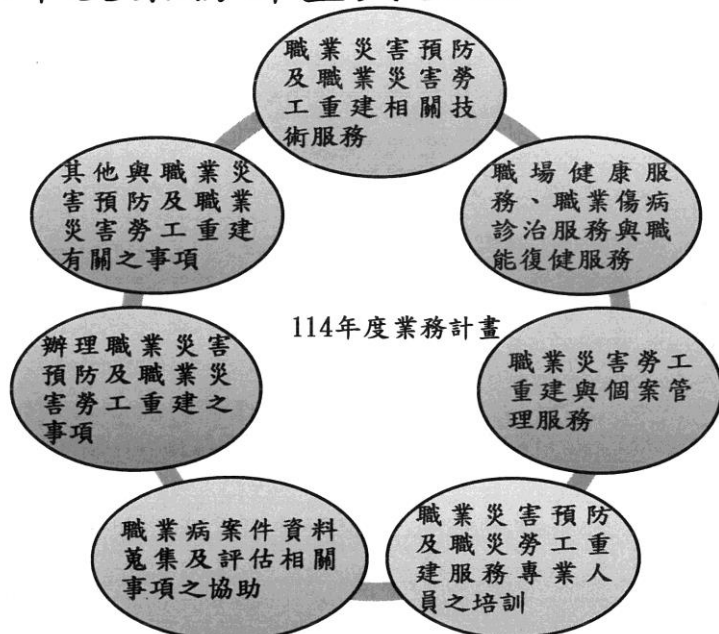 職業災害預防
及職業災害勞
工重建相關技
術服務
職場健康服
務、職業傷病
診治服務與職
能復健服務
職業災害勞工
重建與個案管
理服務
職業災害預防
及職災勞工重
建服務專業人
員之培訓
職業病案件資料
蒐集及評估相關
事項之協助
辦理職業災害
預防及職業災
害勞工重建之
事項
其他與職業災
害預防及職業
災害勞工重建
有關之事項
114年度業務計畫